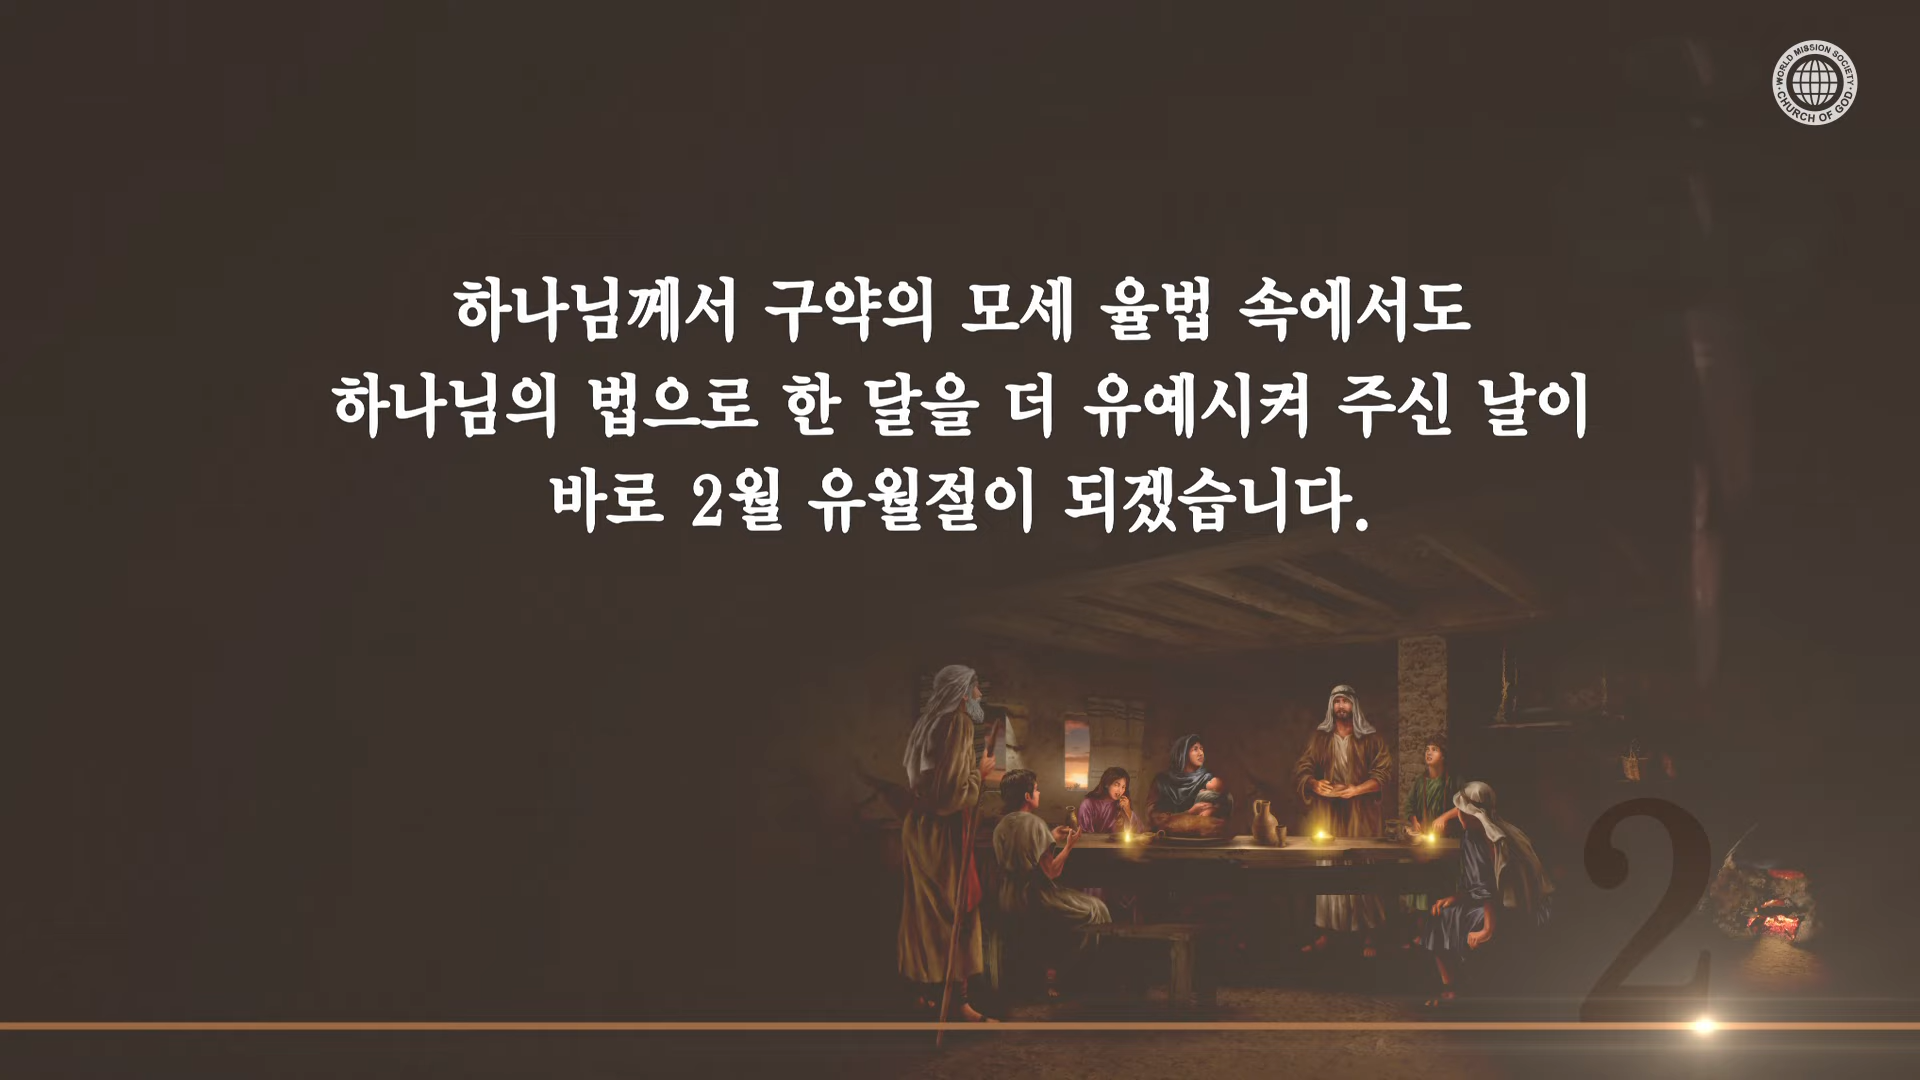 WORLD MISSION SOCIETY
CHURCH OF GOD
하나님께서 구약의 모세 율법 속에서도
하나님의 법으로 한 달을 더 유예시켜 주신 날이
바로 2월 유월절이 되겠습니다.
2